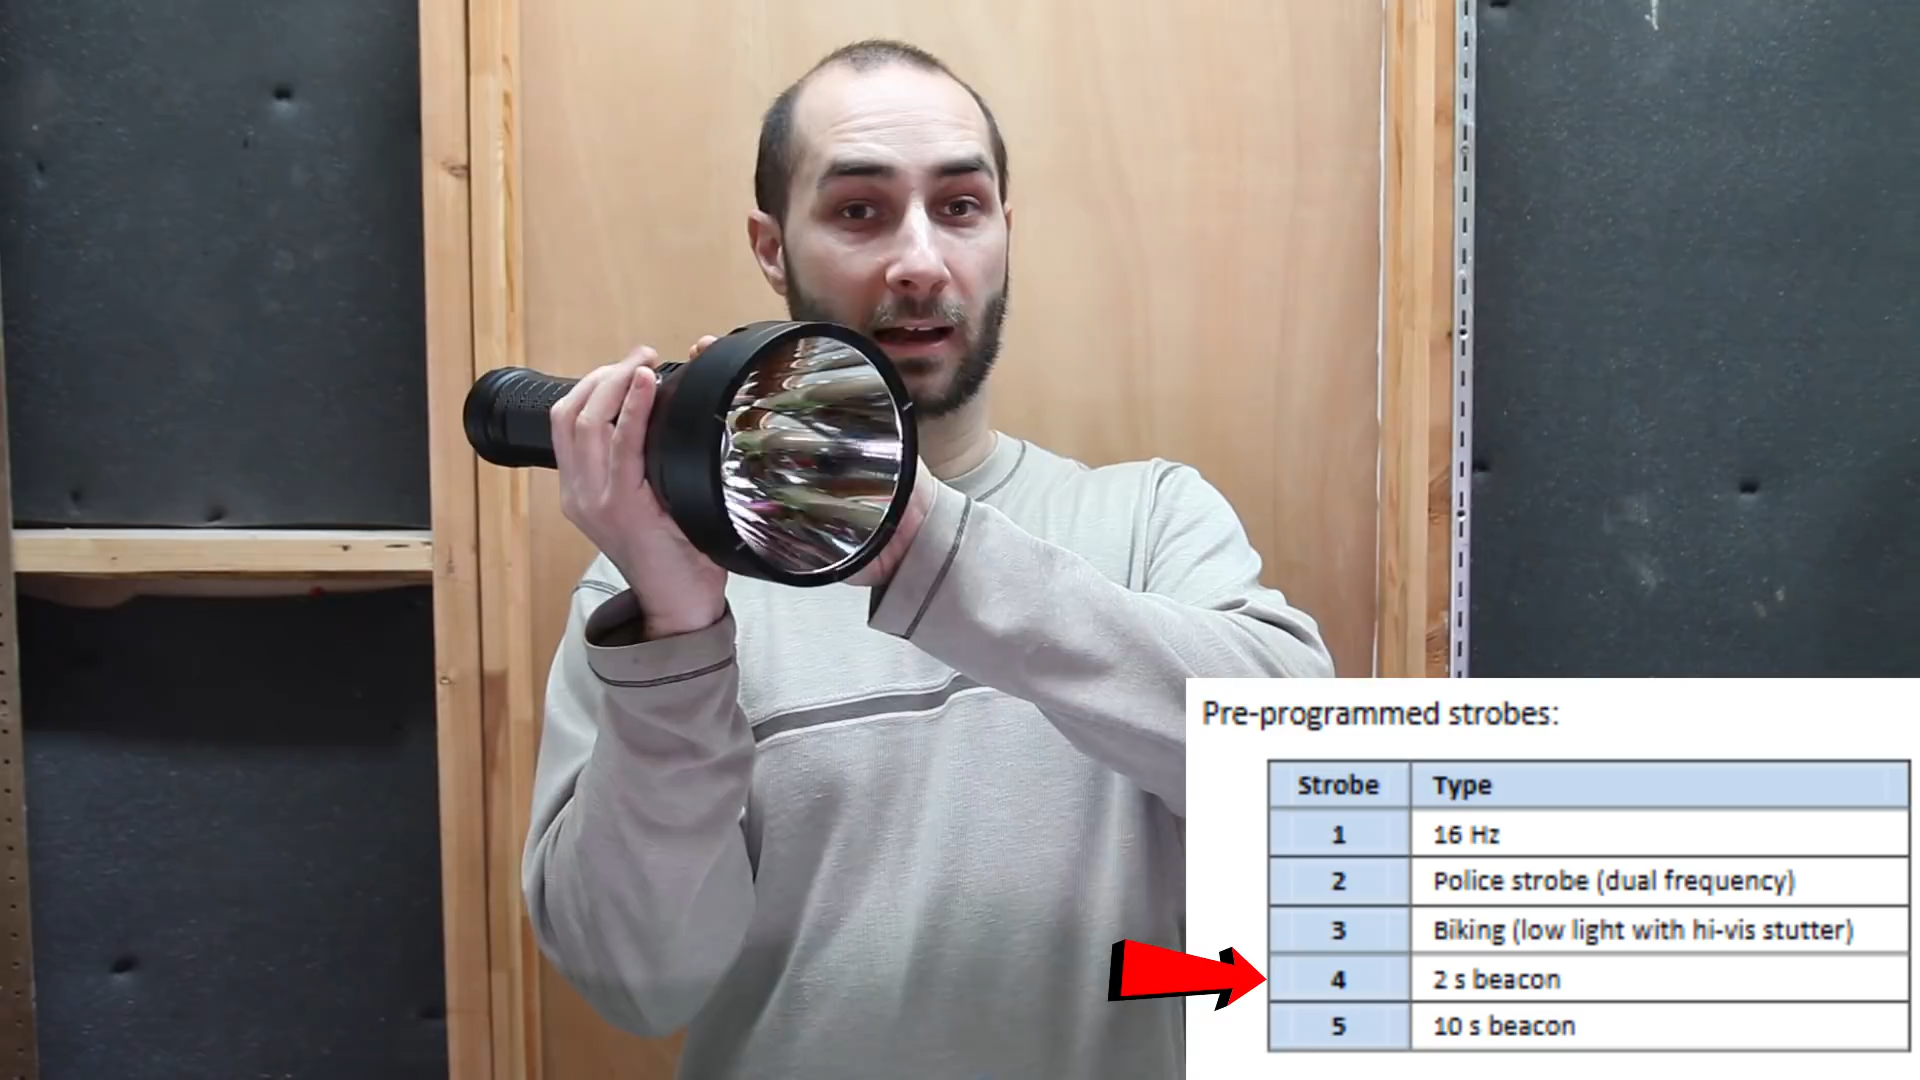 Pre-programmed strobes:
Strobe Type
1 16 Hz
2 Police strobe (dual frequency)
3 Biking (low light with hi-vis stutter)
4 2 s beacon
5 10 s beacon